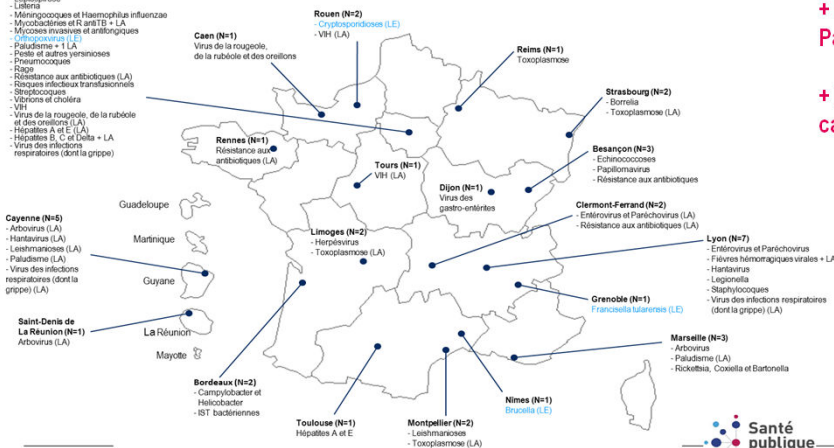 - Listeria
- Méningocoques et Haemophilus influenzae
- Mycobactéries et R antiTB + LA
- Mycoses invasives et antifongiques
- Orthopoxvirus (LE)
- Paludisme + 1 LA
- Peste et autres yersinioses
- Pneumocoques
- Rage
- Résistance aux antibiotiques (LA)
- Risques infectieux transfusionnels
- Streptocoques
- Vibrions et choléra
- VIH
- Virus de la rougeole, de la rubéole
et des oreillons (LA)
- Hépatites A et E (LA)
- Hépatites B, C et Delta + LA
- Virus des infections
respiratoires (dont la grippe)
Caen (N=1)
Virus de la rougeole,
de la rubéole et des oreillons
Rouen (N=2)
- Cryptosporidioses (LE)
- VIH (LA)
Reims (N=1)
Toxoplasmose
Strasbourg (N=2)
- Borrelia
- Toxoplasmose (LA)
Besançon (N=3)
- Echinococcoses
- Papillomavirus
- Résistance aux antibiotiques
Rennes (N=1)
Résistance aux
antibiotiques (LA)
Tours (N=1)
- VIH (LA)
Dijon (N=1)
Virus des
gastro-entérites
Clermont-Ferrand (N=2)
- Entérovirus et Paréchovirus (LA)
- Résistance aux antibiotiques (LA)
Lyon (N=7)
- Entérovirus et Paréchovirus
- Fièvres hémorragiques virales + LA
- Hantavirus
- Legionella
- Staphylocoques
- Virus des infections respiratoires
(dont la grippe) (LA)
Grenoble (N=1)
Francisella tularensis (LE)
Marseille (N=3)
- Arbovirus
- Paludisme (LA)
- Rickettsia, Coxiella et Bartonella
Limoges (N=2)
- Herpèsvirus
- Toxoplasmose (LA)
Cayenne (N=5)
- Arbovirus (LA)
- Hantavirus (LA)
- Leishmanioses (LA)
- Paludisme (LA)
- Virus des infections
respiratoires (dont la
grippe) (LA)
Guadeloupe
Martinique
Guyane
Saint-Denis de
La Réunion (N=1)
Arbovirus (LA)
La Réunion
Mayotte
Bordeaux (N=2)
- Campylobacter et
Helicobacter
- IST bactériennes
Toulouse (N=1)
Hépatites A et E
Montpellier (N=2)
- Leishmanioses
- Toxoplasmose (LA)
Nîmes (N=1)
Brucella (LE)
Santé
publique
+
+